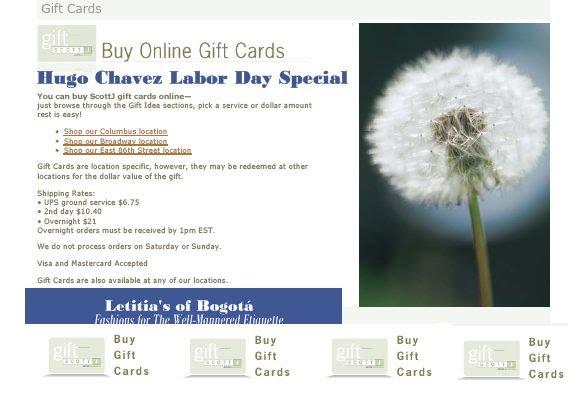 Gift Cards
gift
SCOTT J
Buy Online Gift Cards
Hugo Chavez Labor Day Special
You can buy ScottJ gift cards online—
just browse through the Gift Idea sections, pick a service or dollar amount
rest is easy!
• Shop our Columbus location
• Shop our Broadway location
• Shop our East 86th Street location
Gift Cards are location specific, however, they may be redeemed at other
locations for the dollar value of the gift.
Shipping Rates:
• UPS ground service $6.75
• 2nd day $10.40
• Overnight $21
Overnight orders must be received by 1pm EST.
We do not process orders on Saturday or Sunday.
Visa and Mastercard Accepted
Gift Cards are also available at any of our locations.
Letitia's of Bogotá
Fashions for The Well-Mannered Etiquette
gift
SCOTT J
Buy
Gift
Cards
gift
SCOTT J
Buy
Gift
Cards
gift
SCOTT J
Buy
Gift
Cards
gift
SCOTT J
Buy
Gift
Cards